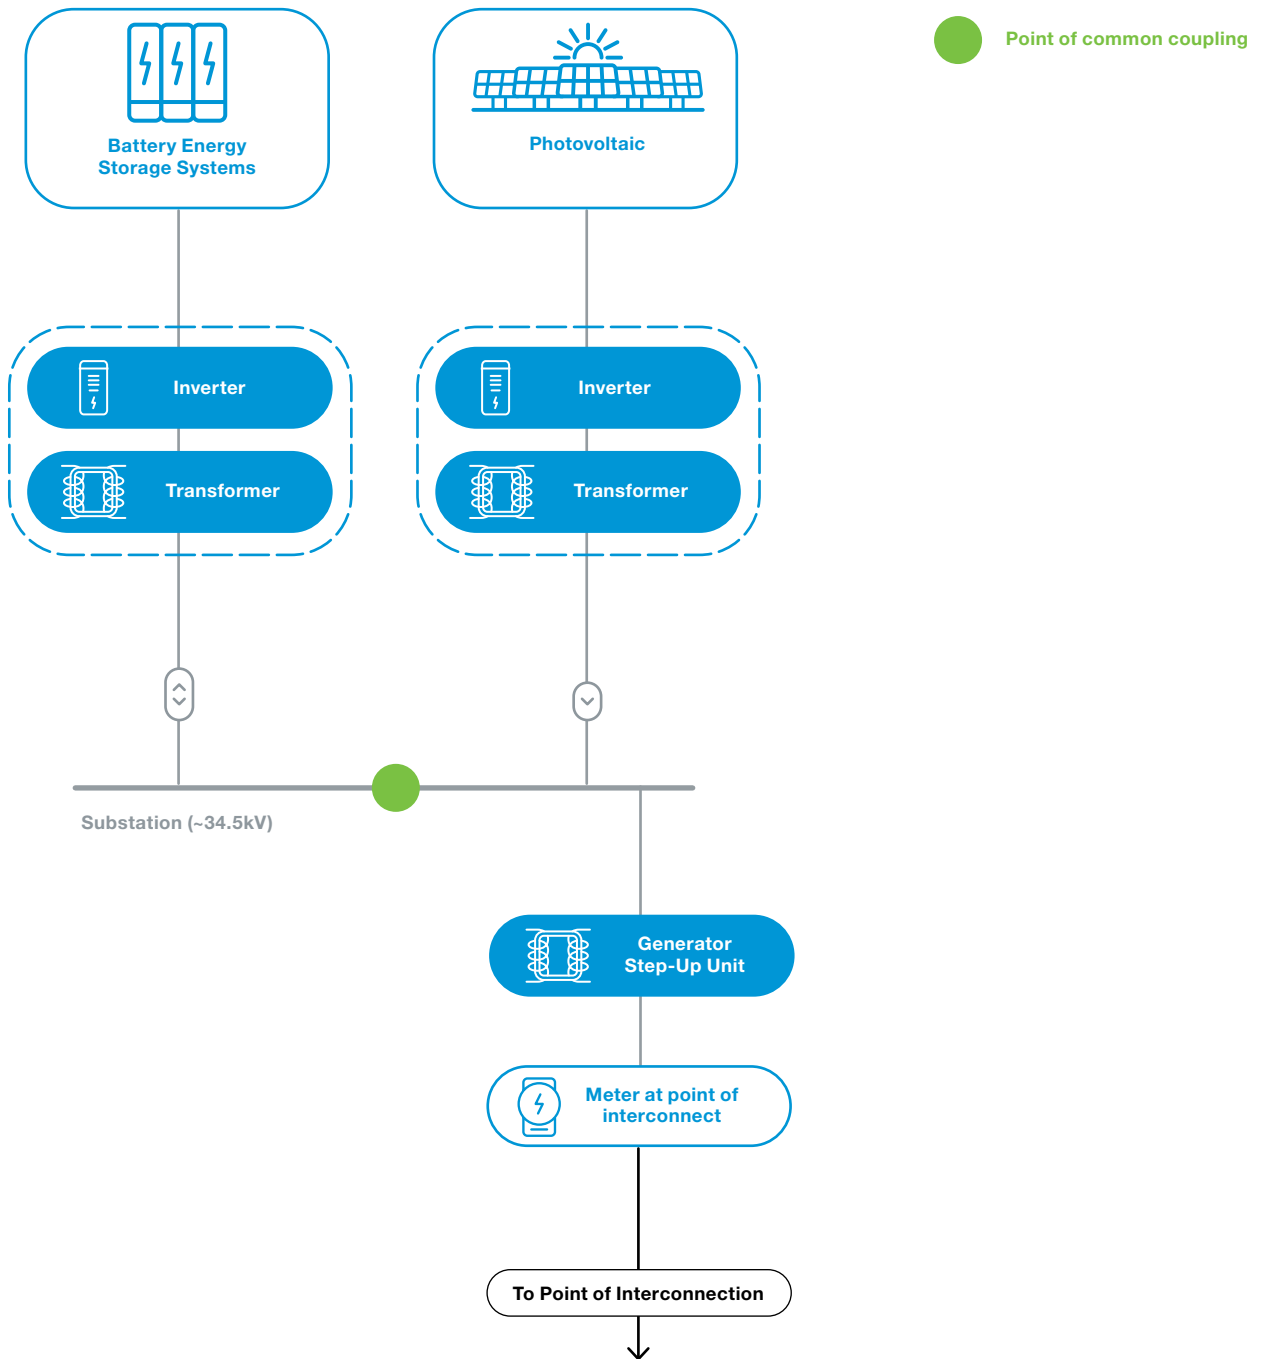 Point of common coupling
Battery Energy
Storage Systems
Photovoltaic
Inverter
Inverter
Transformer
Transformer
Substation (~34.5kV)
Generator
Step-Up Unit
Meter at point of
interconnect
To Point of Interconnection